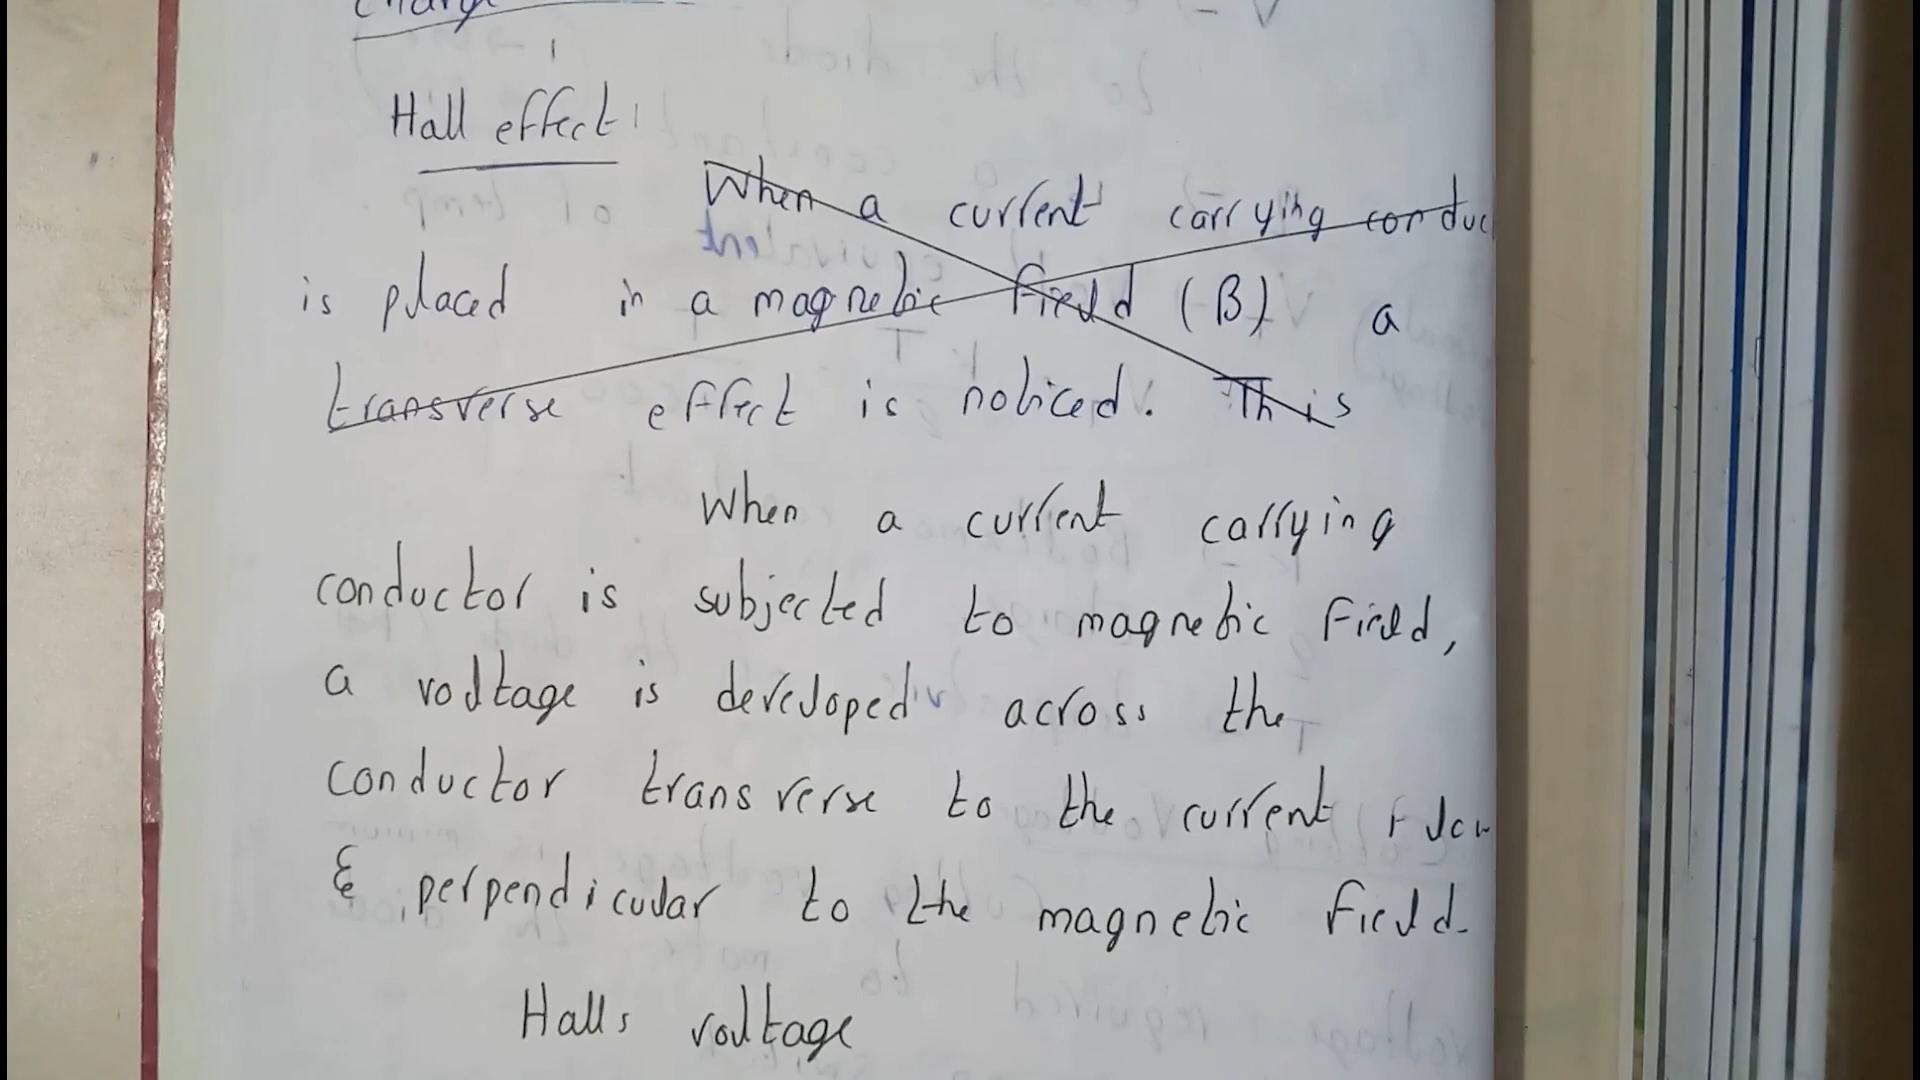 Charge
Hall effect:
When a current carrying conduc
is placed in a magnetic field (B) a
transverse effect is noticed. This
When a current carrying
conductor is subjected to magnetic field,
a voltage is developed across the
conductor transverse to the current flow
& perpendicular to the magnetic field.
Halls voltage